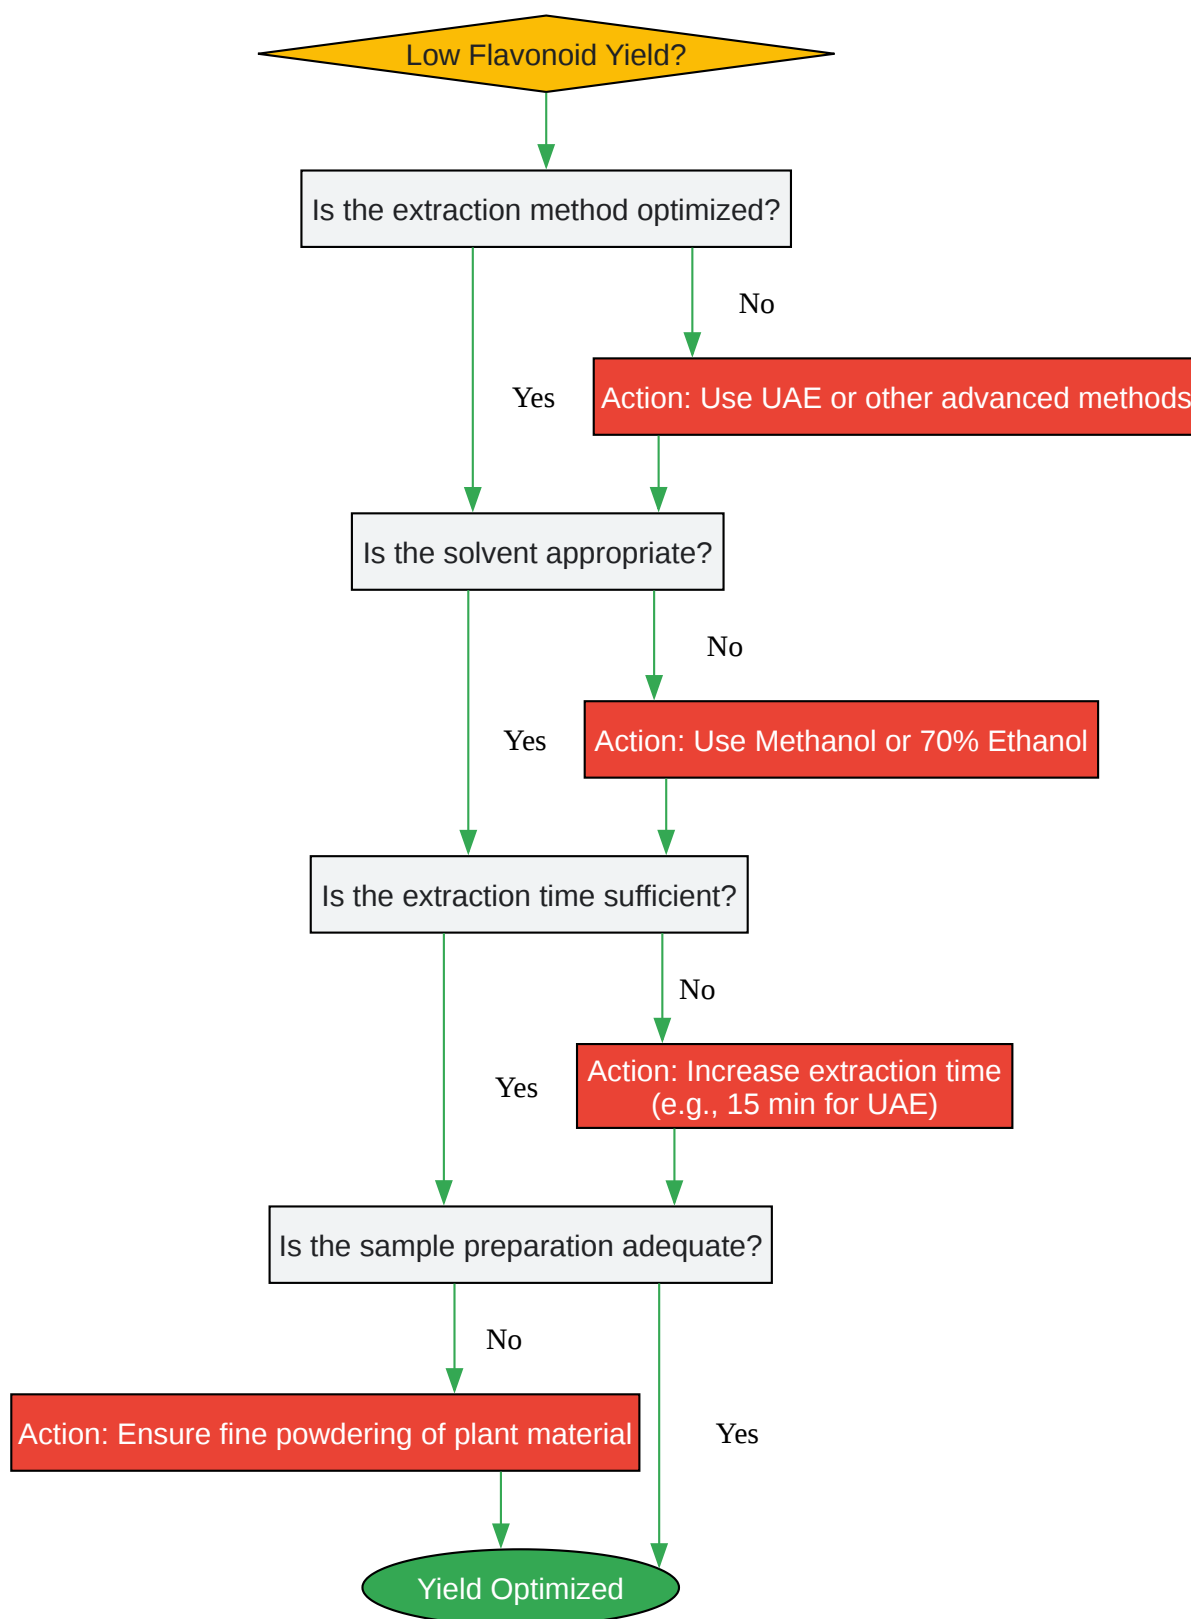 Low Flavonoid Yield?
Is the extraction method optimized?
No
Yes
Action: Use UAE or other advanced methods
Is the solvent appropriate?
No
Yes
Action: Use Methanol or 70% Ethanol
Is the extraction time sufficient?
No
Yes
Action: Increase extraction time
(e.g., 15 min for UAE)
Is the sample preparation adequate?
No
Action: Ensure fine powdering of plant material
Yes
Yield Optimized